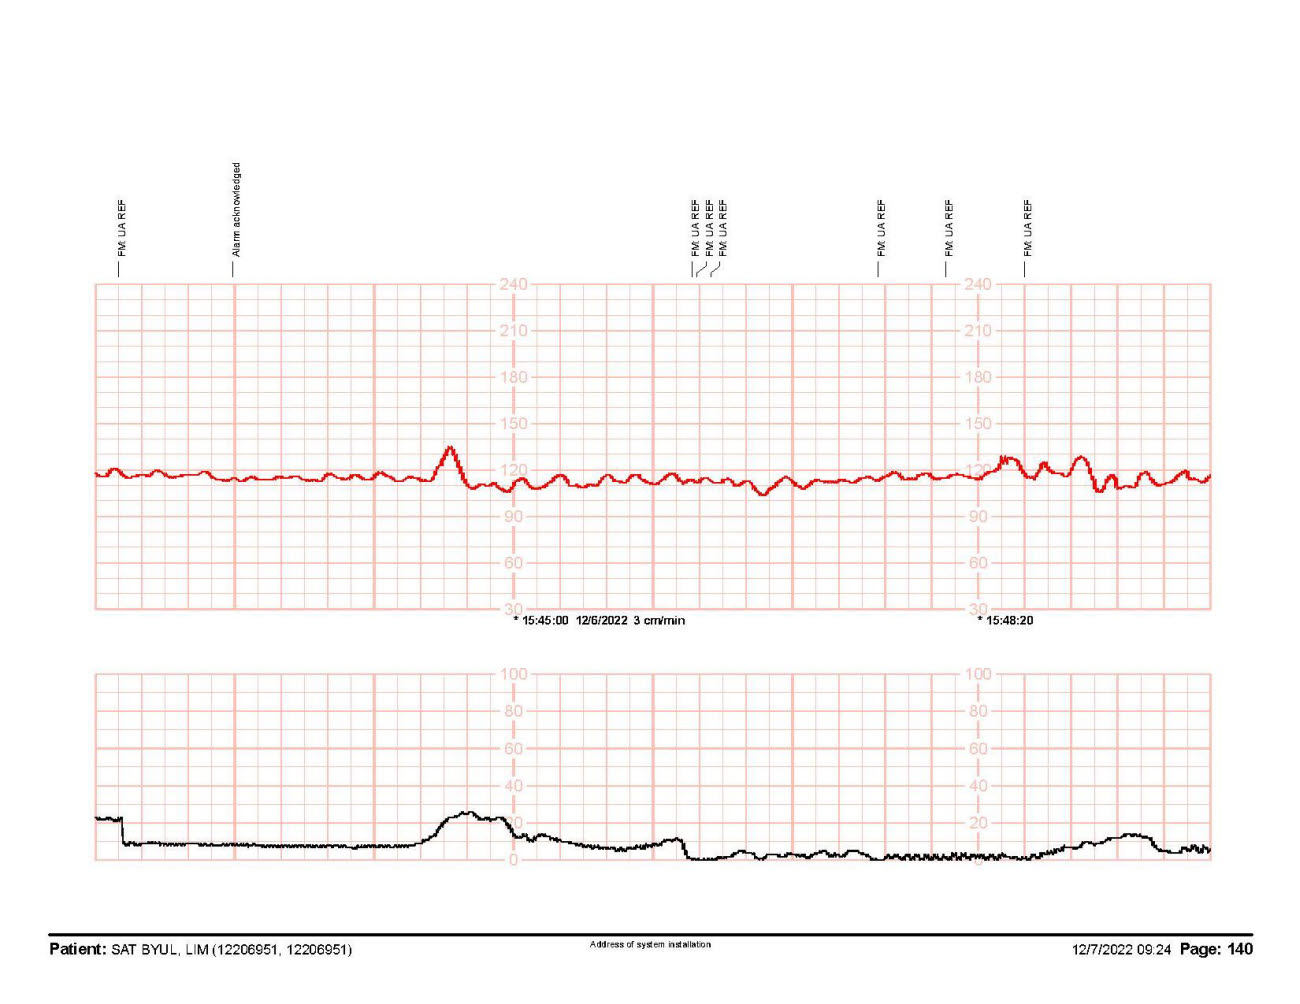 FM: UA REF
Alarm acknowledged
FM: UA REF
FM: UA REF
FM: UA REF
FM: UA REF
FM: UA REF
FM: UA REF
240 240
210 210
180 180
150 150
120 120
90 90
60 60
30 30
* 15:45:00 12/6/2022 3 cm/min * 15:48:20
100 100
80 80
60 60
40 40
20 20
0 0
Patient: SAT BYUL, LIM (12206951, 12206951) Address of system installation 12/7/2022 09:24 Page: 140